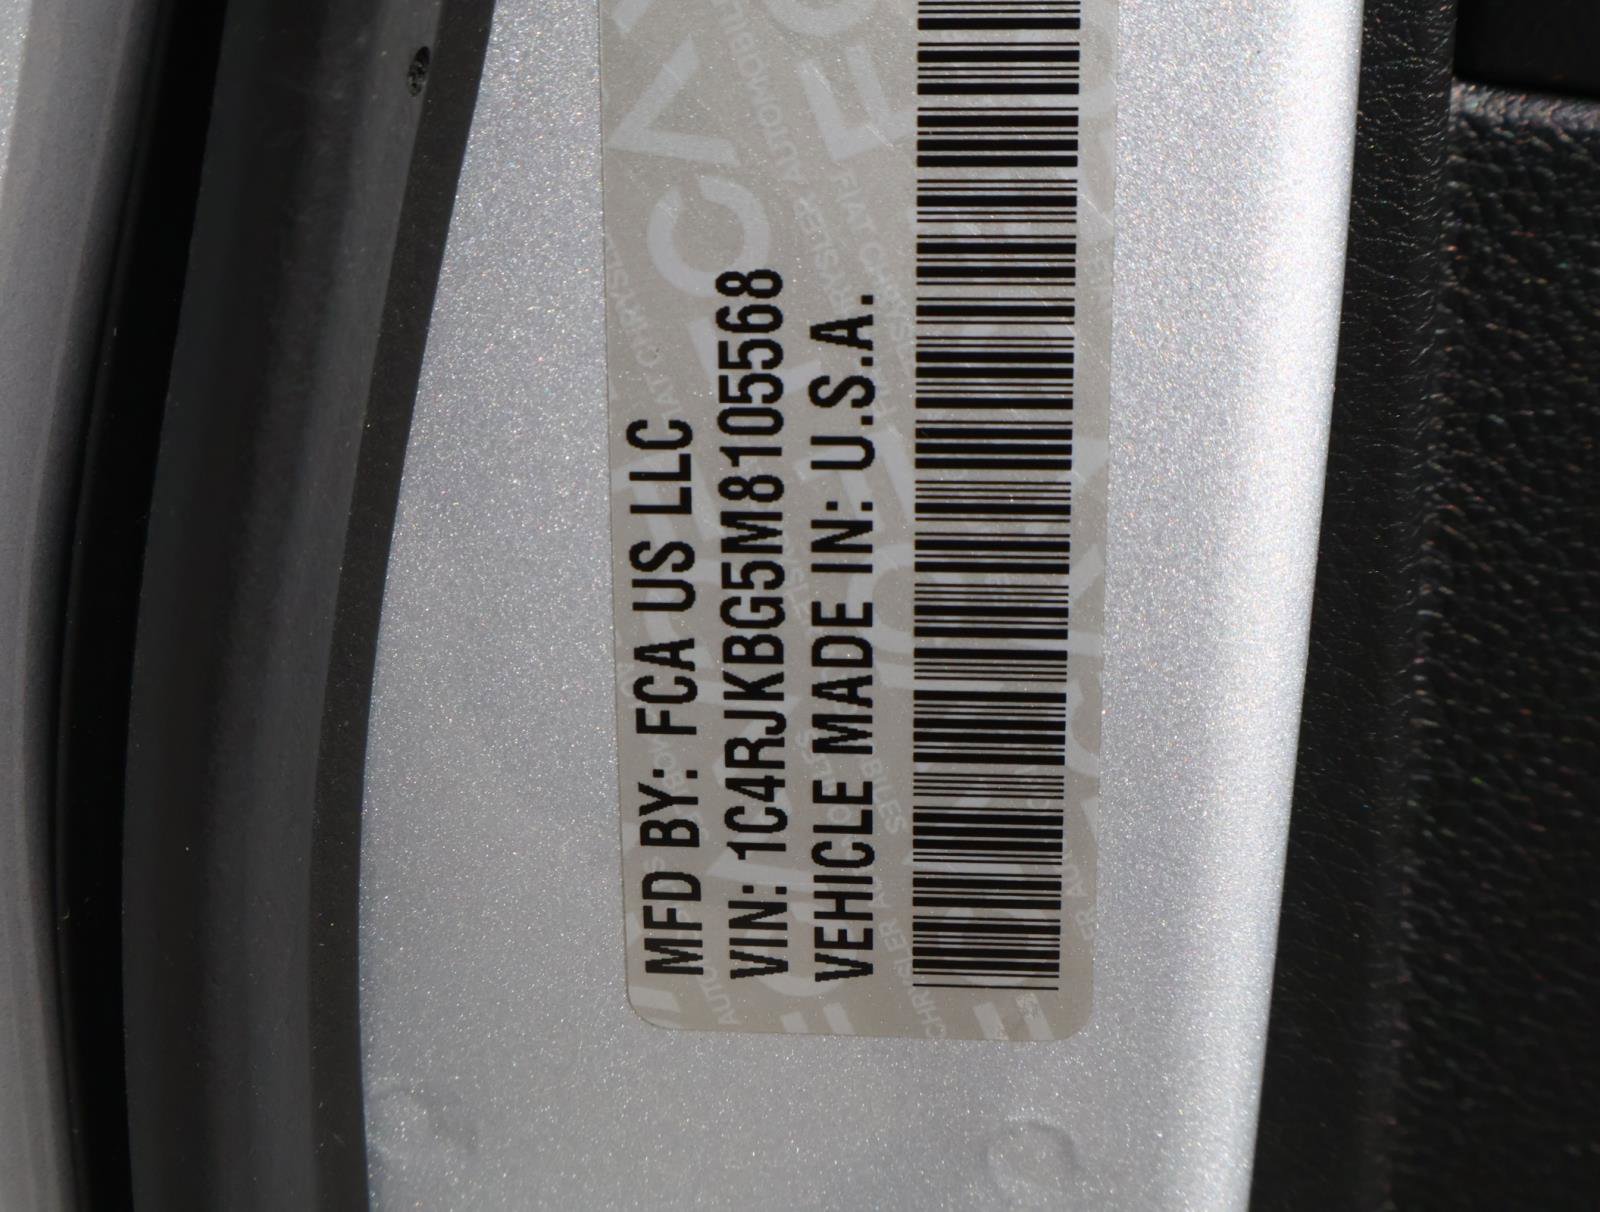 MFD BY: FCA US LLC
VIN: 1C4RJKBG5M8105568
VEHICLE MADE IN: U.S.A.